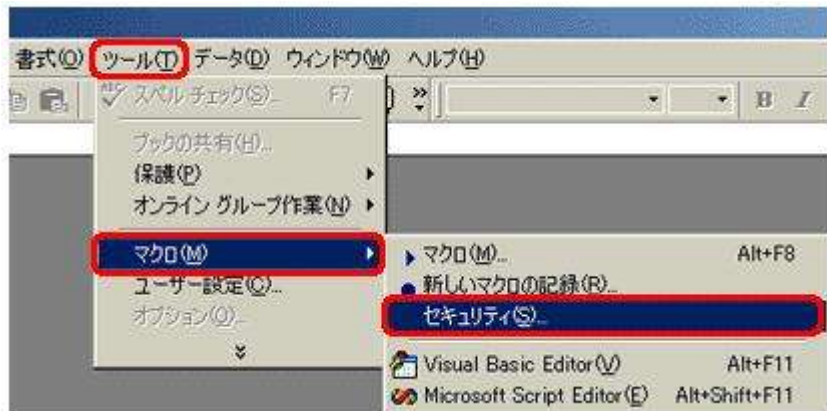 書式(O) ツール(T) データ(D) ウィンドウ(W) ヘルプ(H)
ABC スペル チェック(S)... F7
B I
ブックの共有(H)...
保護(P)
オンライン グループ作業(N)
マクロ(M)
ユーザー設定(C)...
オプション(O)...
マクロ(M)... Alt+F8
新しいマクロの記録(R)...
セキュリティ(S)...
Visual Basic Editor(V) Alt+F11
Microsoft Script Editor(E) Alt+Shift+F11